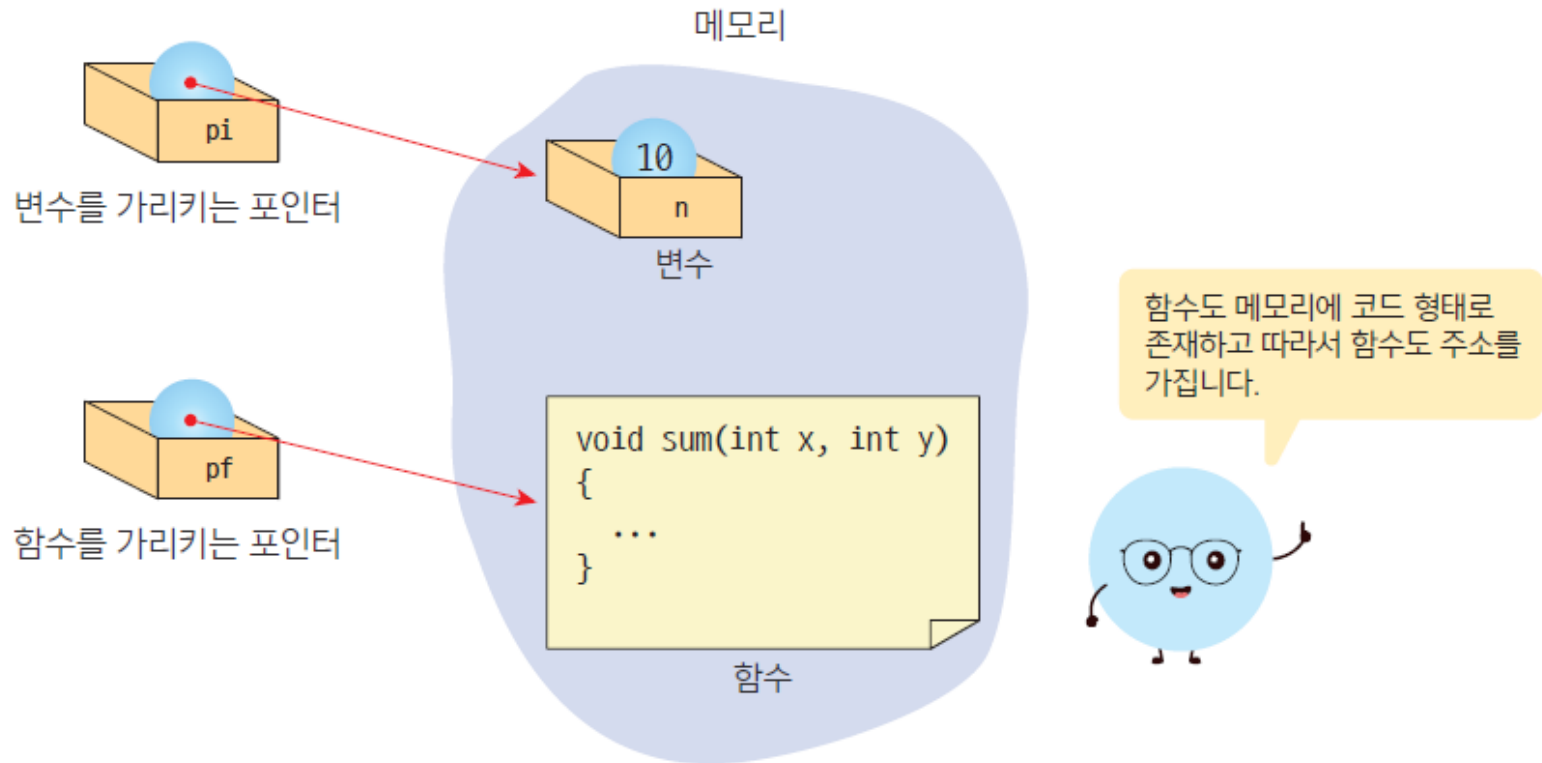 메모리
pi
변수를 가리키는 포인터
10
n
변수
함수도 메모리에 코드 형태로
존재하고 따라서 함수도 주소를
가집니다.
pf
함수를 가리키는 포인터
void sum(int x, int y)
{
...
}
함수